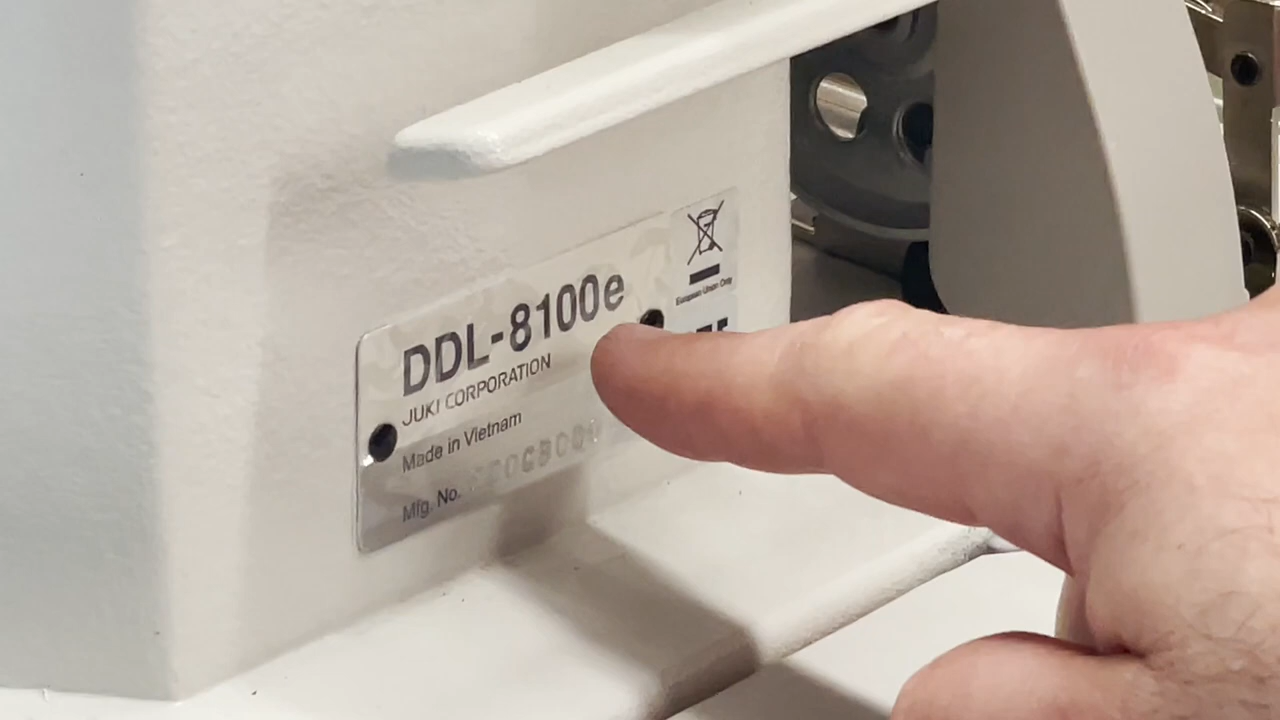 DDL-8100e
JUKI CORPORATION
Made in Vietnam
Mfg. No.
European Union Only